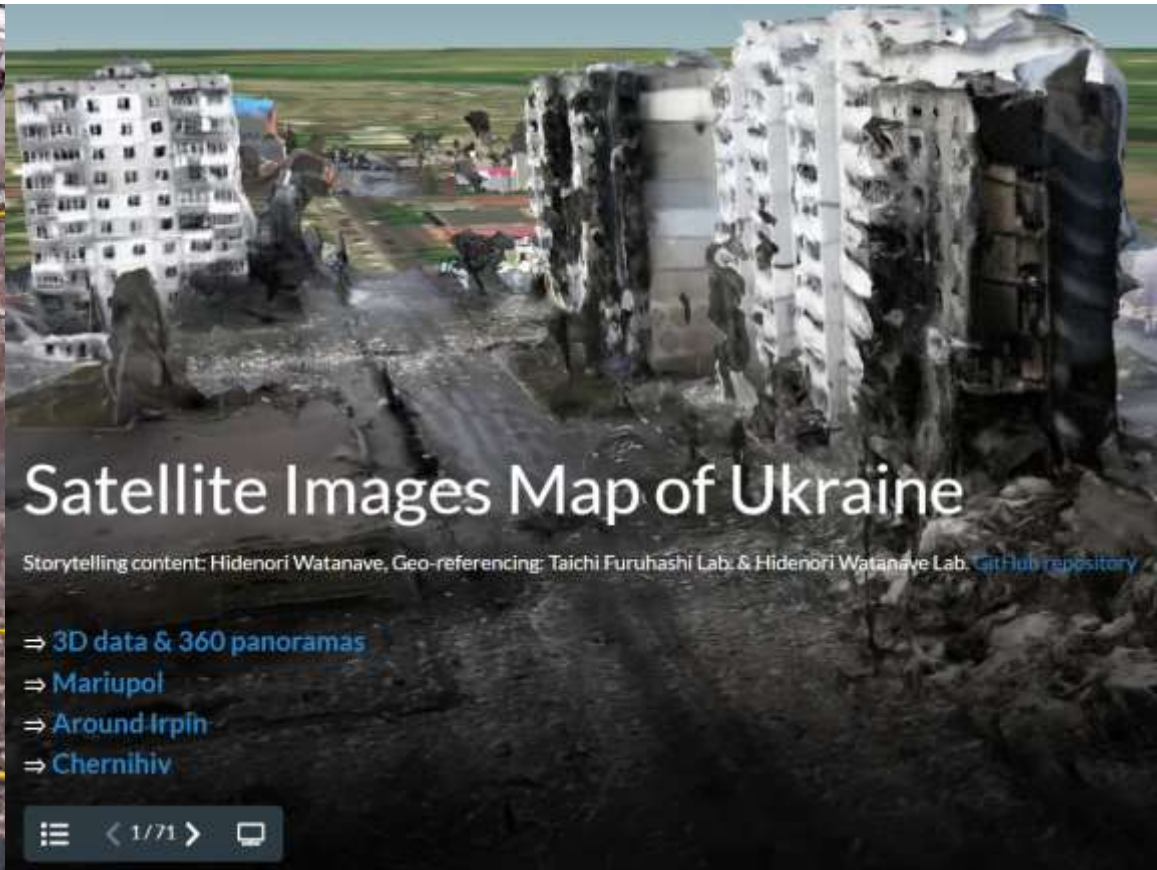 Satellite Images Map of Ukraine
Storytelling content: Hidenori Watanave, Geo-referencing: Taichi Furuhashi Lab. & Hidenori Watanave Lab. GitHub repository
⇒ 3D data & 360 panoramas
⇒ Mariupol
⇒ Around Irpin
⇒ Chernihiv
1/71